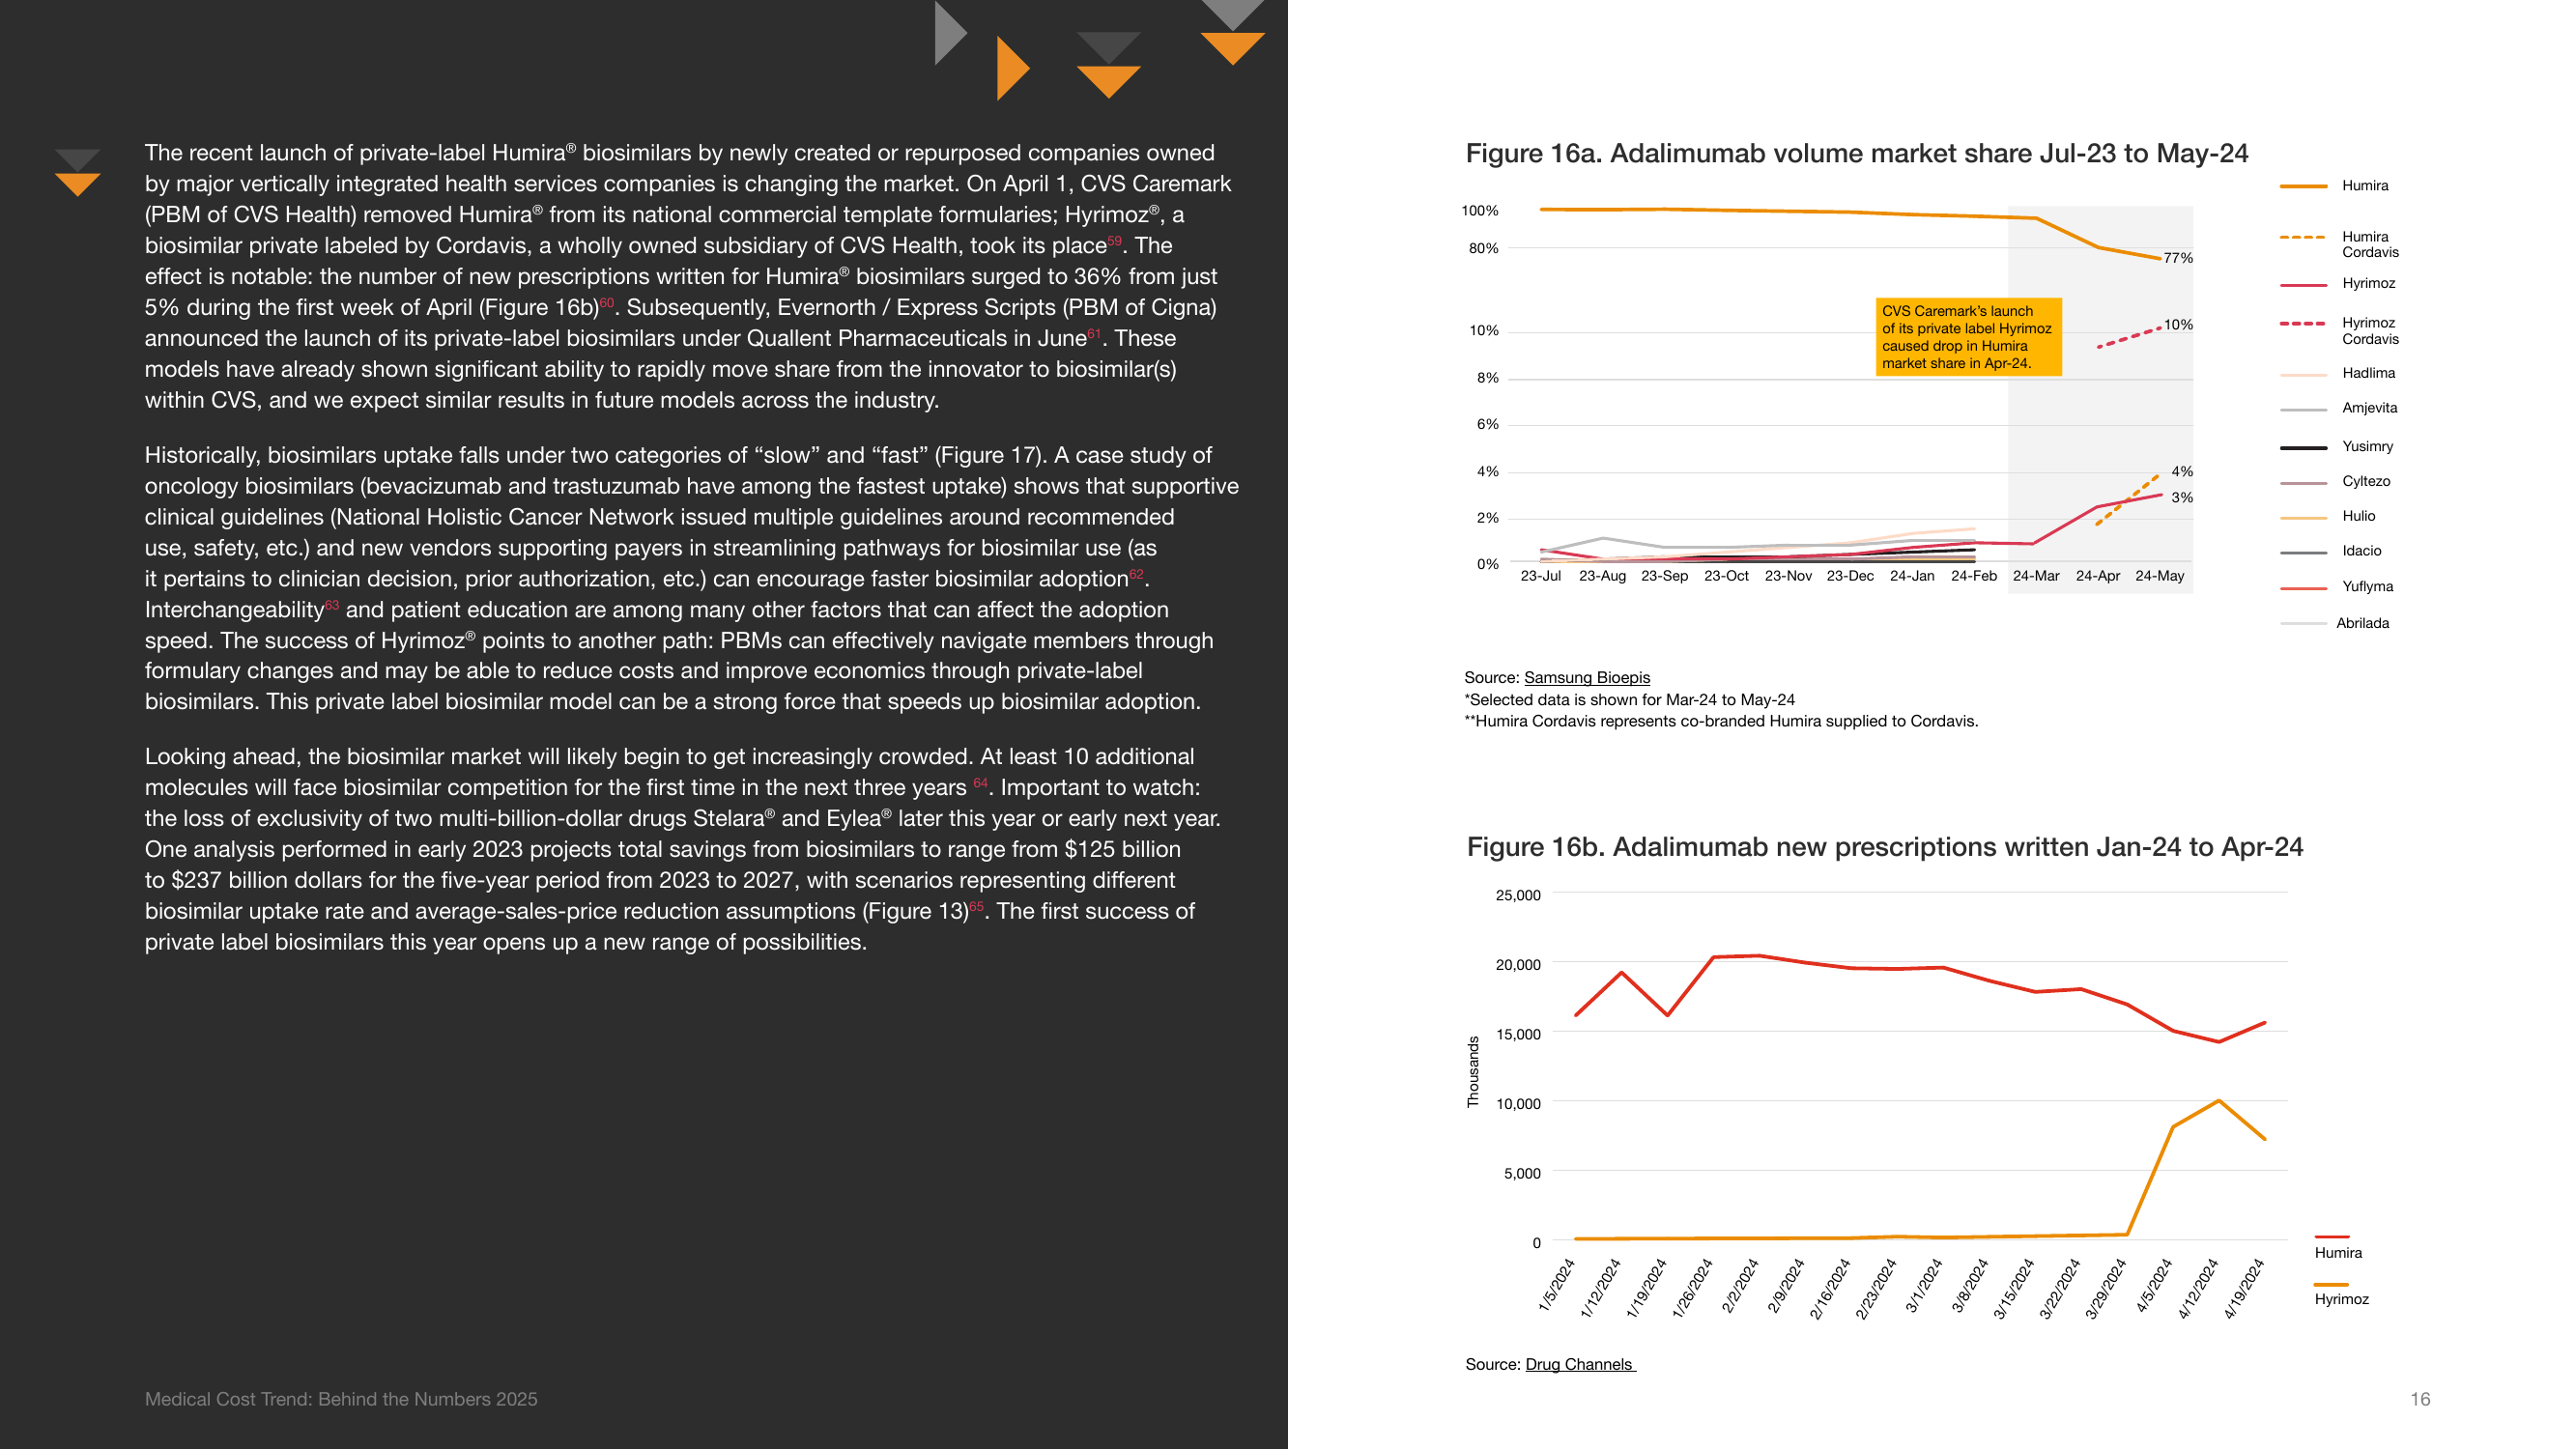 The recent launch of private-label Humira® biosimilars by newly created or repurposed companies owned
by major vertically integrated health services companies is changing the market. On April 1, CVS Caremark
(PBM of CVS Health) removed Humira® from its national commercial template formularies; Hyrimoz®, a
biosimilar private labeled by Cordavis, a wholly owned subsidiary of CVS Health, took its place59. The
effect is notable: the number of new prescriptions written for Humira® biosimilars surged to 36% from just
5% during the first week of April (Figure 16b)60. Subsequently, Evernorth / Express Scripts (PBM of Cigna)
announced the launch of its private-label biosimilars under Quallent Pharmaceuticals in June61. These
models have already shown significant ability to rapidly move share from the innovator to biosimilar(s)
within CVS, and we expect similar results in future models across the industry.
Historically, biosimilars uptake falls under two categories of “slow” and “fast” (Figure 17). A case study of
oncology biosimilars (bevacizumab and trastuzumab have among the fastest uptake) shows that supportive
clinical guidelines (National Holistic Cancer Network issued multiple guidelines around recommended
use, safety, etc.) and new vendors supporting payers in streamlining pathways for biosimilar use (as
it pertains to clinician decision, prior authorization, etc.) can encourage faster biosimilar adoption62.
Interchangeability63 and patient education are among many other factors that can affect the adoption
speed. The success of Hyrimoz® points to another path: PBMs can effectively navigate members through
formulary changes and may be able to reduce costs and improve economics through private-label
biosimilars. This private label biosimilar model can be a strong force that speeds up biosimilar adoption.
Looking ahead, the biosimilar market will likely begin to get increasingly crowded. At least 10 additional
molecules will face biosimilar competition for the first time in the next three years 64. Important to watch:
the loss of exclusivity of two multi-billion-dollar drugs Stelara® and Eylea® later this year or early next year.
One analysis performed in early 2023 projects total savings from biosimilars to range from $125 billion
to $237 billion dollars for the five-year period from 2023 to 2027, with scenarios representing different
biosimilar uptake rate and average-sales-price reduction assumptions (Figure 13)65. The first success of
private label biosimilars this year opens up a new range of possibilities.
Figure 16a. Adalimumab volume market share Jul-23 to May-24
100%
80%
10%
8%
6%
4%
2%
0%
77%
10%
4%
3%
CVS Caremark’s launch
of its private label Hyrimoz
caused drop in Humira
market share in Apr-24.
23-Jul 23-Aug 23-Sep 23-Oct 23-Nov 23-Dec 24-Jan 24-Feb 24-Mar 24-Apr 24-May
Humira
Humira
Cordavis
Hyrimoz
Hyrimoz
Cordavis
Hadlima
Amjevita
Yusimry
Cyltezo
Hulio
Idacio
Yuflyma
Abrilada
Source: Samsung Bioepis
*Selected data is shown for Mar-24 to May-24
**Humira Cordavis represents co-branded Humira supplied to Cordavis.
Figure 16b. Adalimumab new prescriptions written Jan-24 to Apr-24
Thousands
25,000
20,000
15,000
10,000
5,000
0
1/5/2024 1/12/2024 1/19/2024 1/26/2024 2/2/2024 2/9/2024 2/16/2024 2/23/2024 3/1/2024 3/8/2024 3/15/2024 3/22/2024 3/29/2024 4/5/2024 4/12/2024 4/19/2024
Humira
Hyrimoz
Source: Drug Channels
Medical Cost Trend: Behind the Numbers 2025
16